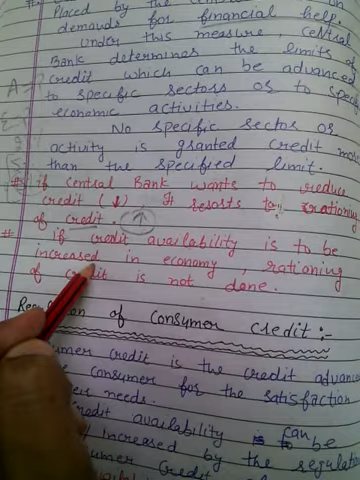 placed by the
demands for financial help.
Under this measure, Central
Bank determines the limits of
credit which can be advanced
to specific sectors or to
economic activities.
No specific sector or
activity is granted credit
than the specified limit.
# if Central Bank wants to reduce
credit (↓) It resorts to rationing
of credit. (↑)
# if credit availability is to be
increased in economy, rationing
of credit is not done.
of Consumer Credit :-
credit is the credit
consumer for the satisfaction
needs.
credit availability can be
increased by the
Credit